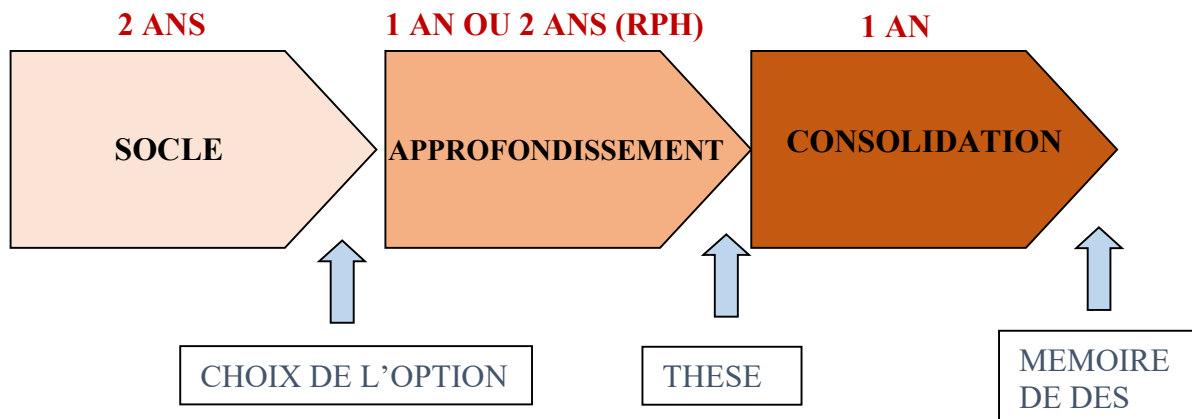 2 ANS
1 AN OU 2 ANS (RPH)
1 AN
SOCLE
APPROFONDISSEMENT
CONSOLIDATION
CHOIX DE L’OPTION
THESE
MEMOIRE
DE DES